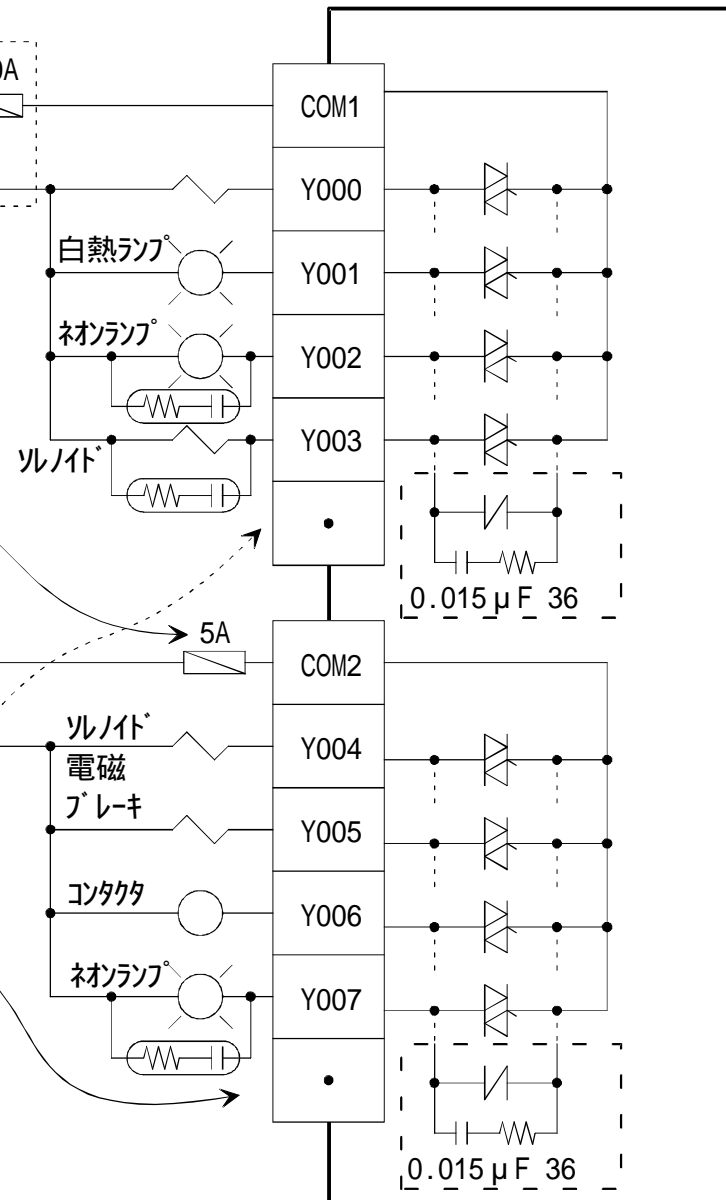 COM1
Y000
白熱ランプ
Y001
ネオンランプ
Y002
Y003
ソレノイド
0.015μF 36
5A
COM2
ソレノイド
Y004
電磁
ブレーキ
Y005
コンタクタ
Y006
ネオンランプ
Y007
0.015μF 36